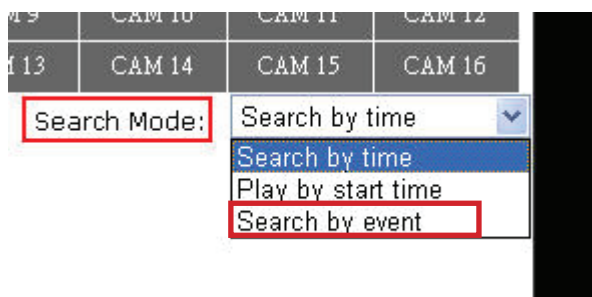 CAM 10 CAM 11 CAM 12
13 CAM 14 CAM 15 CAM 16
Search Mode: Search by time
Search by time
Play by start time
Search by event